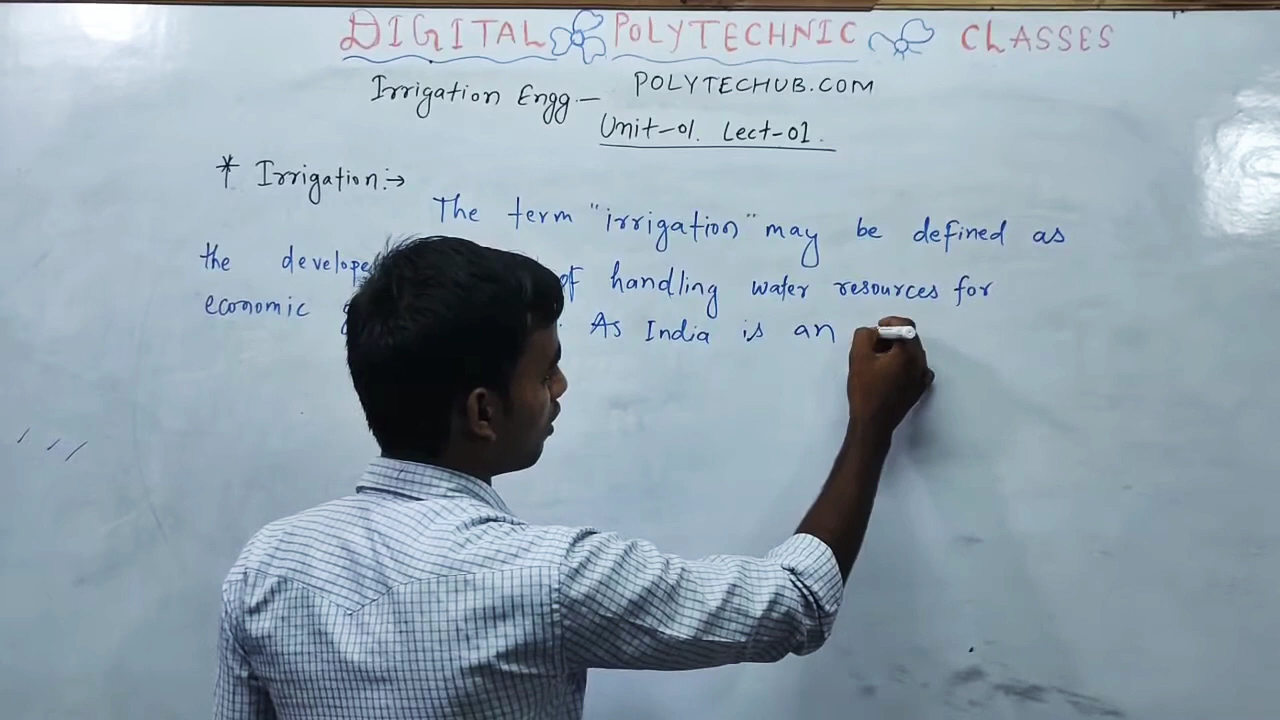 DIGITAL POLYTECHNIC CLASSES
Irrigation Engg.— POLYTECHUB.COM
Unit-01. Lect-01.
* Irrigation:→
The term "irrigation" may be defined as
the of handling water resources for
economic . As India is an